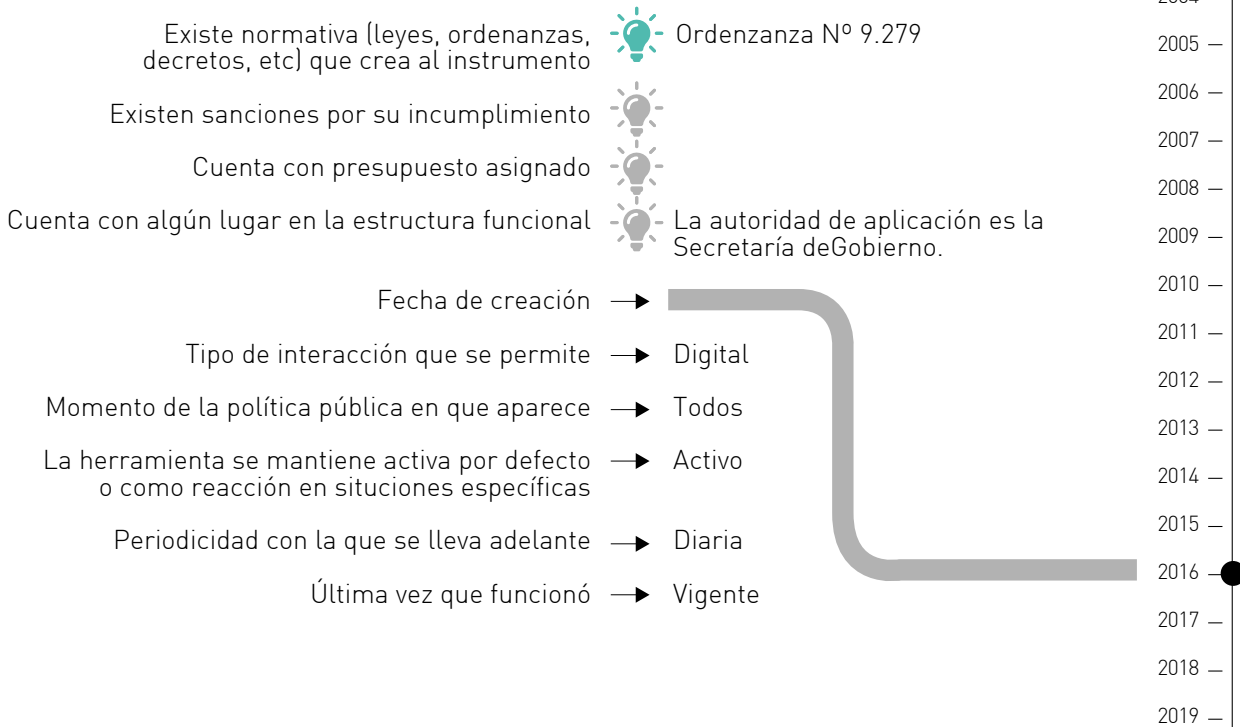 Existe normativa (leyes, ordenanzas,
decretos, etc) que crea al instrumento
Ordenzanza Nº 9.279
Existen sanciones por su incumplimiento
Cuenta con presupuesto asignado
Cuenta con algún lugar en la estructura funcional
La autoridad de aplicación es la
Secretaría deGobierno.
Fecha de creación
Tipo de interacción que se permite
Digital
Momento de la política pública en que aparece
Todos
La herramienta se mantiene activa por defecto
o como reacción en situciones específicas
Activo
Periodicidad con la que se lleva adelante
Diaria
Última vez que funcionó
Vigente
2005
2006
2007
2008
2009
2010
2011
2012
2013
2014
2015
2016
2017
2018
2019